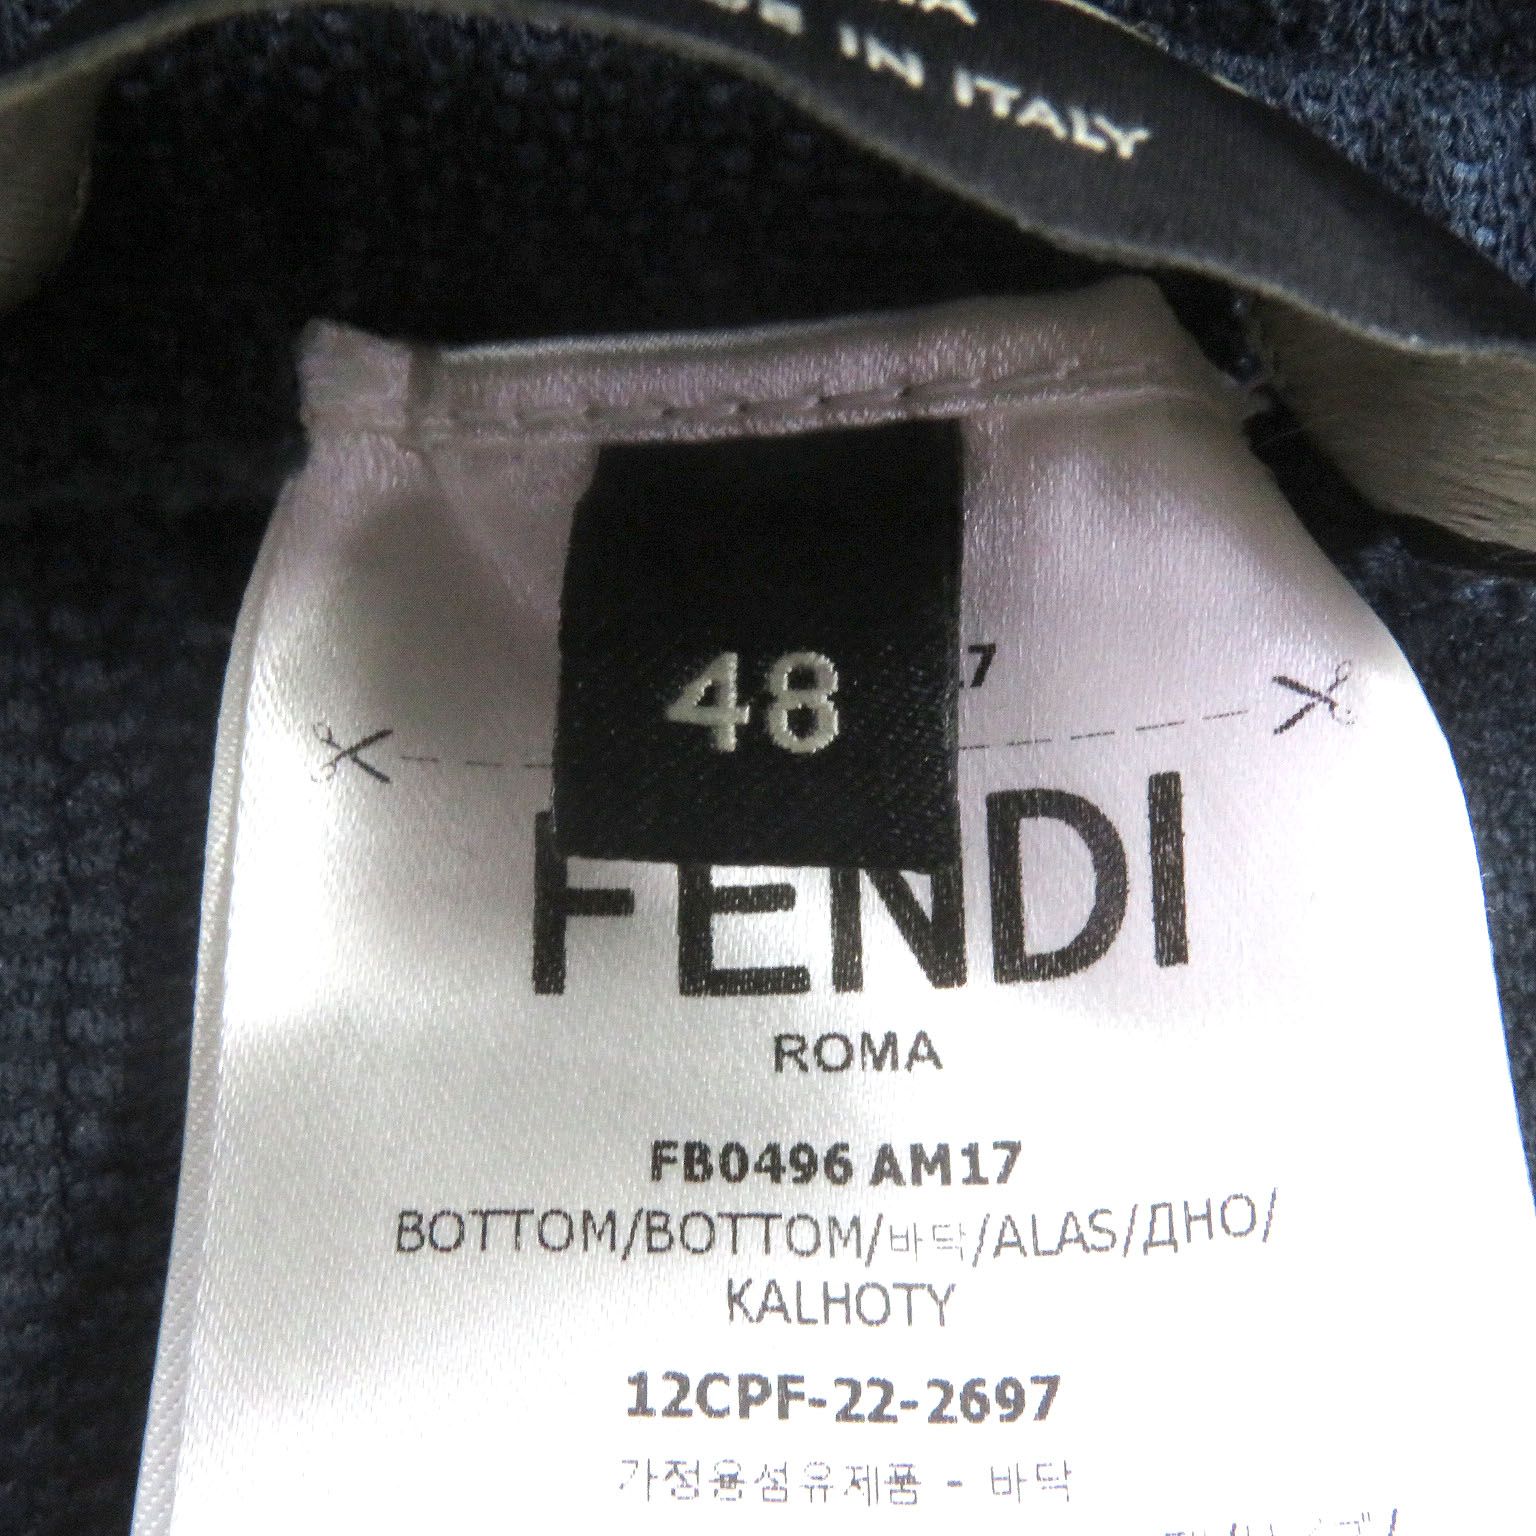 IN ITALY
48
FENDI
ROMA
FB0496 AM17
BOTTOM/BOTTOM/바닥/ALAS/ДНО/
KALHOTY
12CPF-22-2697
가정용섬유제품 - 바닥